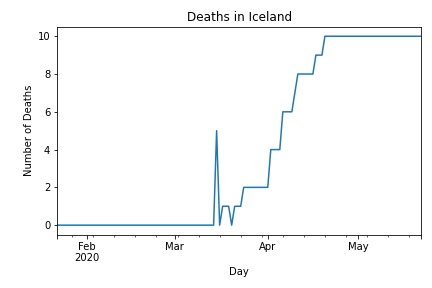 Deaths in Iceland
Number of Deaths
10
8
6
4
2
0
Feb
2020
Mar
Apr
May
Day